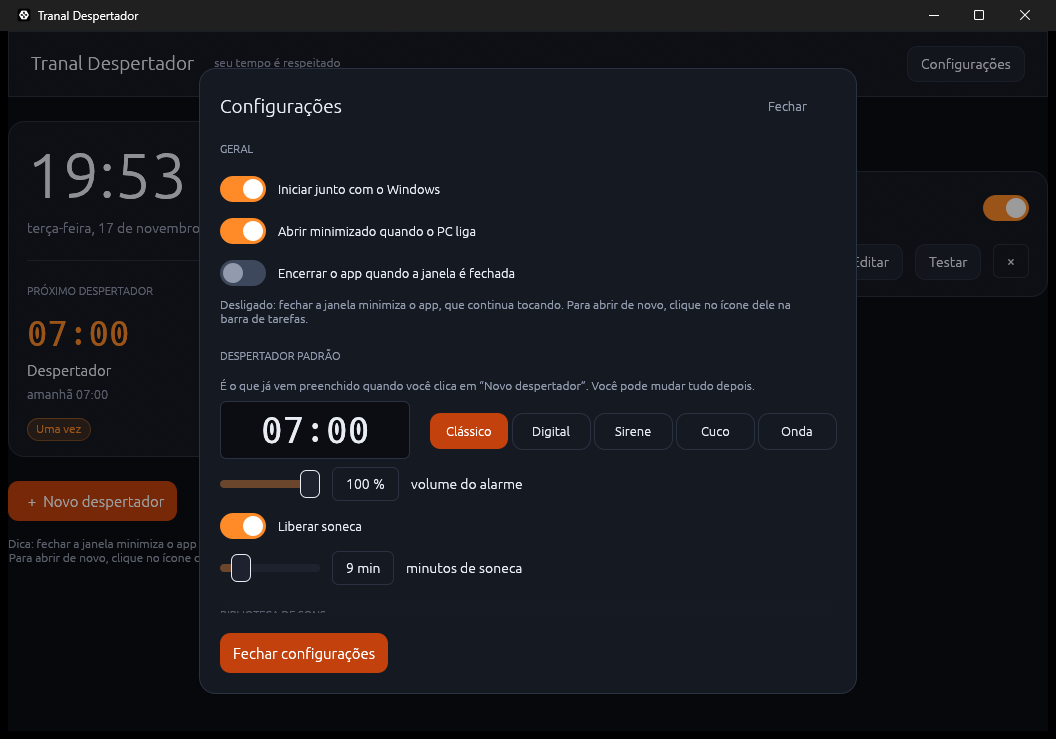 Tranal Despertador
Tranal Despertador
seu tempo é respeitado
Configurações
19:53
terça-feira, 17 de novembro
PRÓXIMO DESPERTADOR
07:00
Despertador
amanhã 07:00
Uma vez
+ Novo despertador
Dica: fechar a janela minimiza o app
Para abrir de novo, clique no ícone
Configurações
Fechar
GERAL
Iniciar junto com o Windows
Abrir minimizado quando o PC liga
Encerrar o app quando a janela é fechada
Desligado: fechar a janela minimiza o app, que continua tocando. Para abrir de novo, clique no ícone dele na
barra de tarefas.
DESPERTADOR PADRÃO
É o que já vem preenchido quando você clica em “Novo despertador”. Você pode mudar tudo depois.
07:00
Clássico
Digital
Sirene
Cuco
Onda
100 %
volume do alarme
Liberar soneca
9 min
minutos de soneca
Fechar configurações
Editar
Testar
×